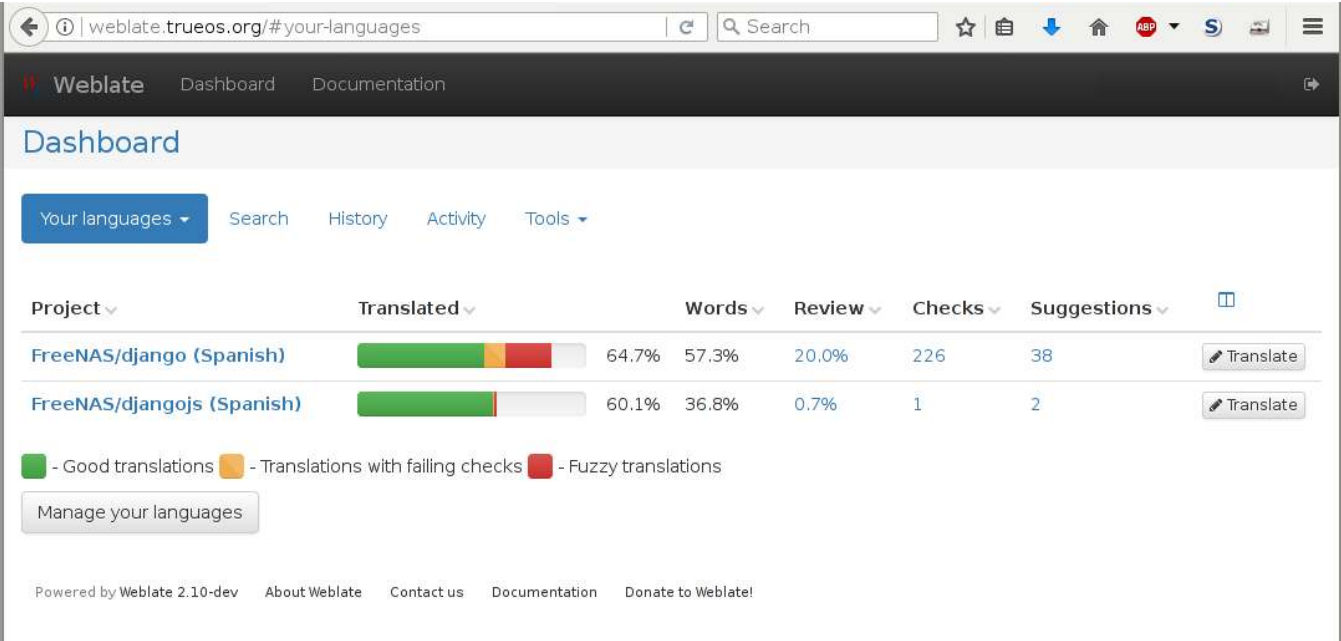 weblate.trueos.org/#your-languages Search ABP S
Weblate Dashboard Documentation
Dashboard
Your languages Search History Activity Tools
Project Translated Words Review Checks Suggestions
FreeNAS/django (Spanish) 64.7% 57.3% 20.0% 226 38 Translate
FreeNAS/djangojs (Spanish) 60.1% 36.8% 0.7% 1 2 Translate
- Good translations - Translations with failing checks - Fuzzy translations
Manage your languages
Powered by Weblate 2.10-dev About Weblate Contact us Documentation Donate to Weblate!